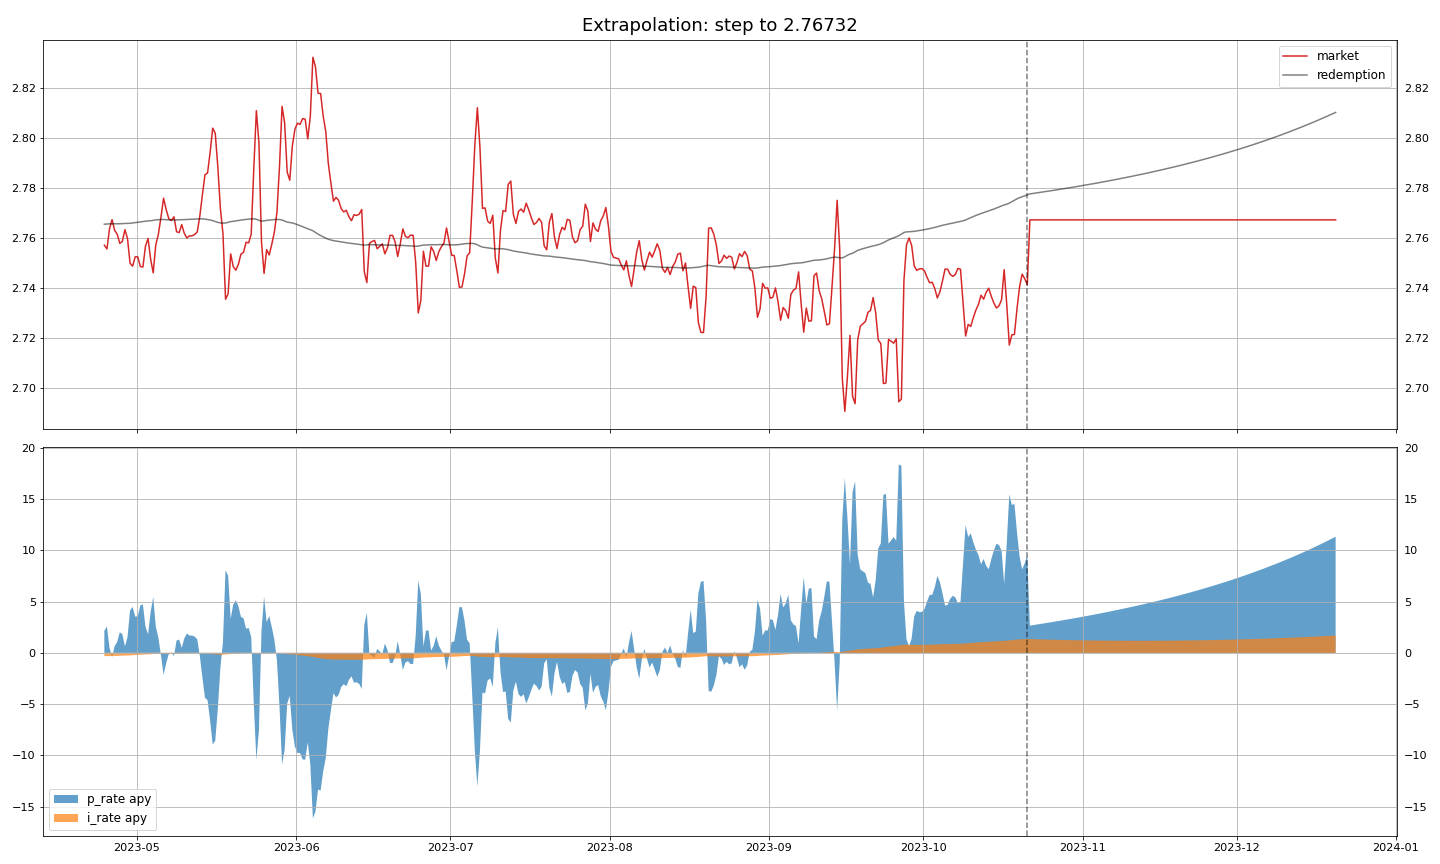 Extrapolation: step to 2.76732
market
redemption
2.82 2.82
2.80 2.80
2.78 2.78
2.76 2.76
2.74 2.74
2.72 2.72
2.70 2.70
20 20
15 15
10 10
5 5
0 0
−5 −5
−10 −10
−15 −15
p_rate apy
i_rate apy
2023-05 2023-06 2023-07 2023-08 2023-09 2023-10 2023-11 2023-12 2024-01